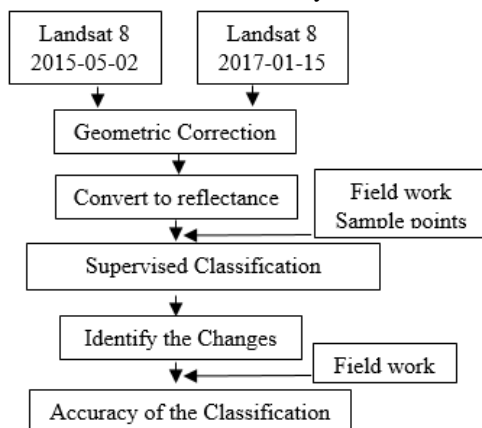 Landsat 8
2015-05-02
Landsat 8
2017-01-15
Geometric Correction
Convert to reflectance
Field work
Sample points
Supervised Classification
Identify the Changes
Field work
Accuracy of the Classification